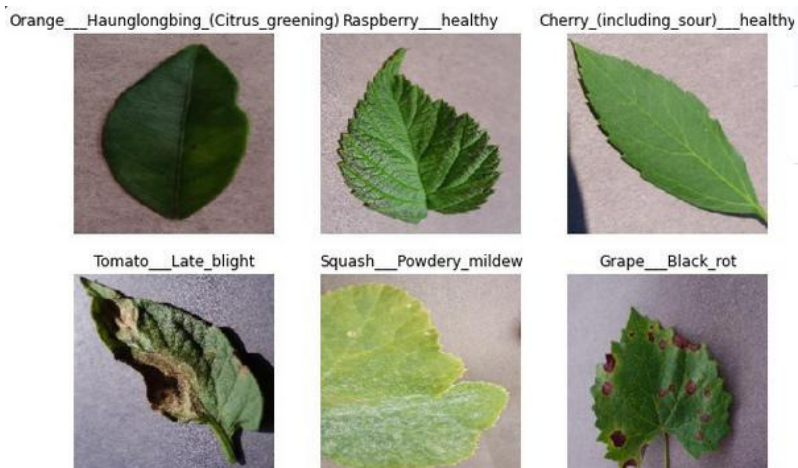 Orange___Haunglongbing_(Citrus_greening)
Raspberry___healthy
Cherry_(including_sour)___healthy
Tomato___Late_blight
Squash___Powdery_mildew
Grape___Black_rot